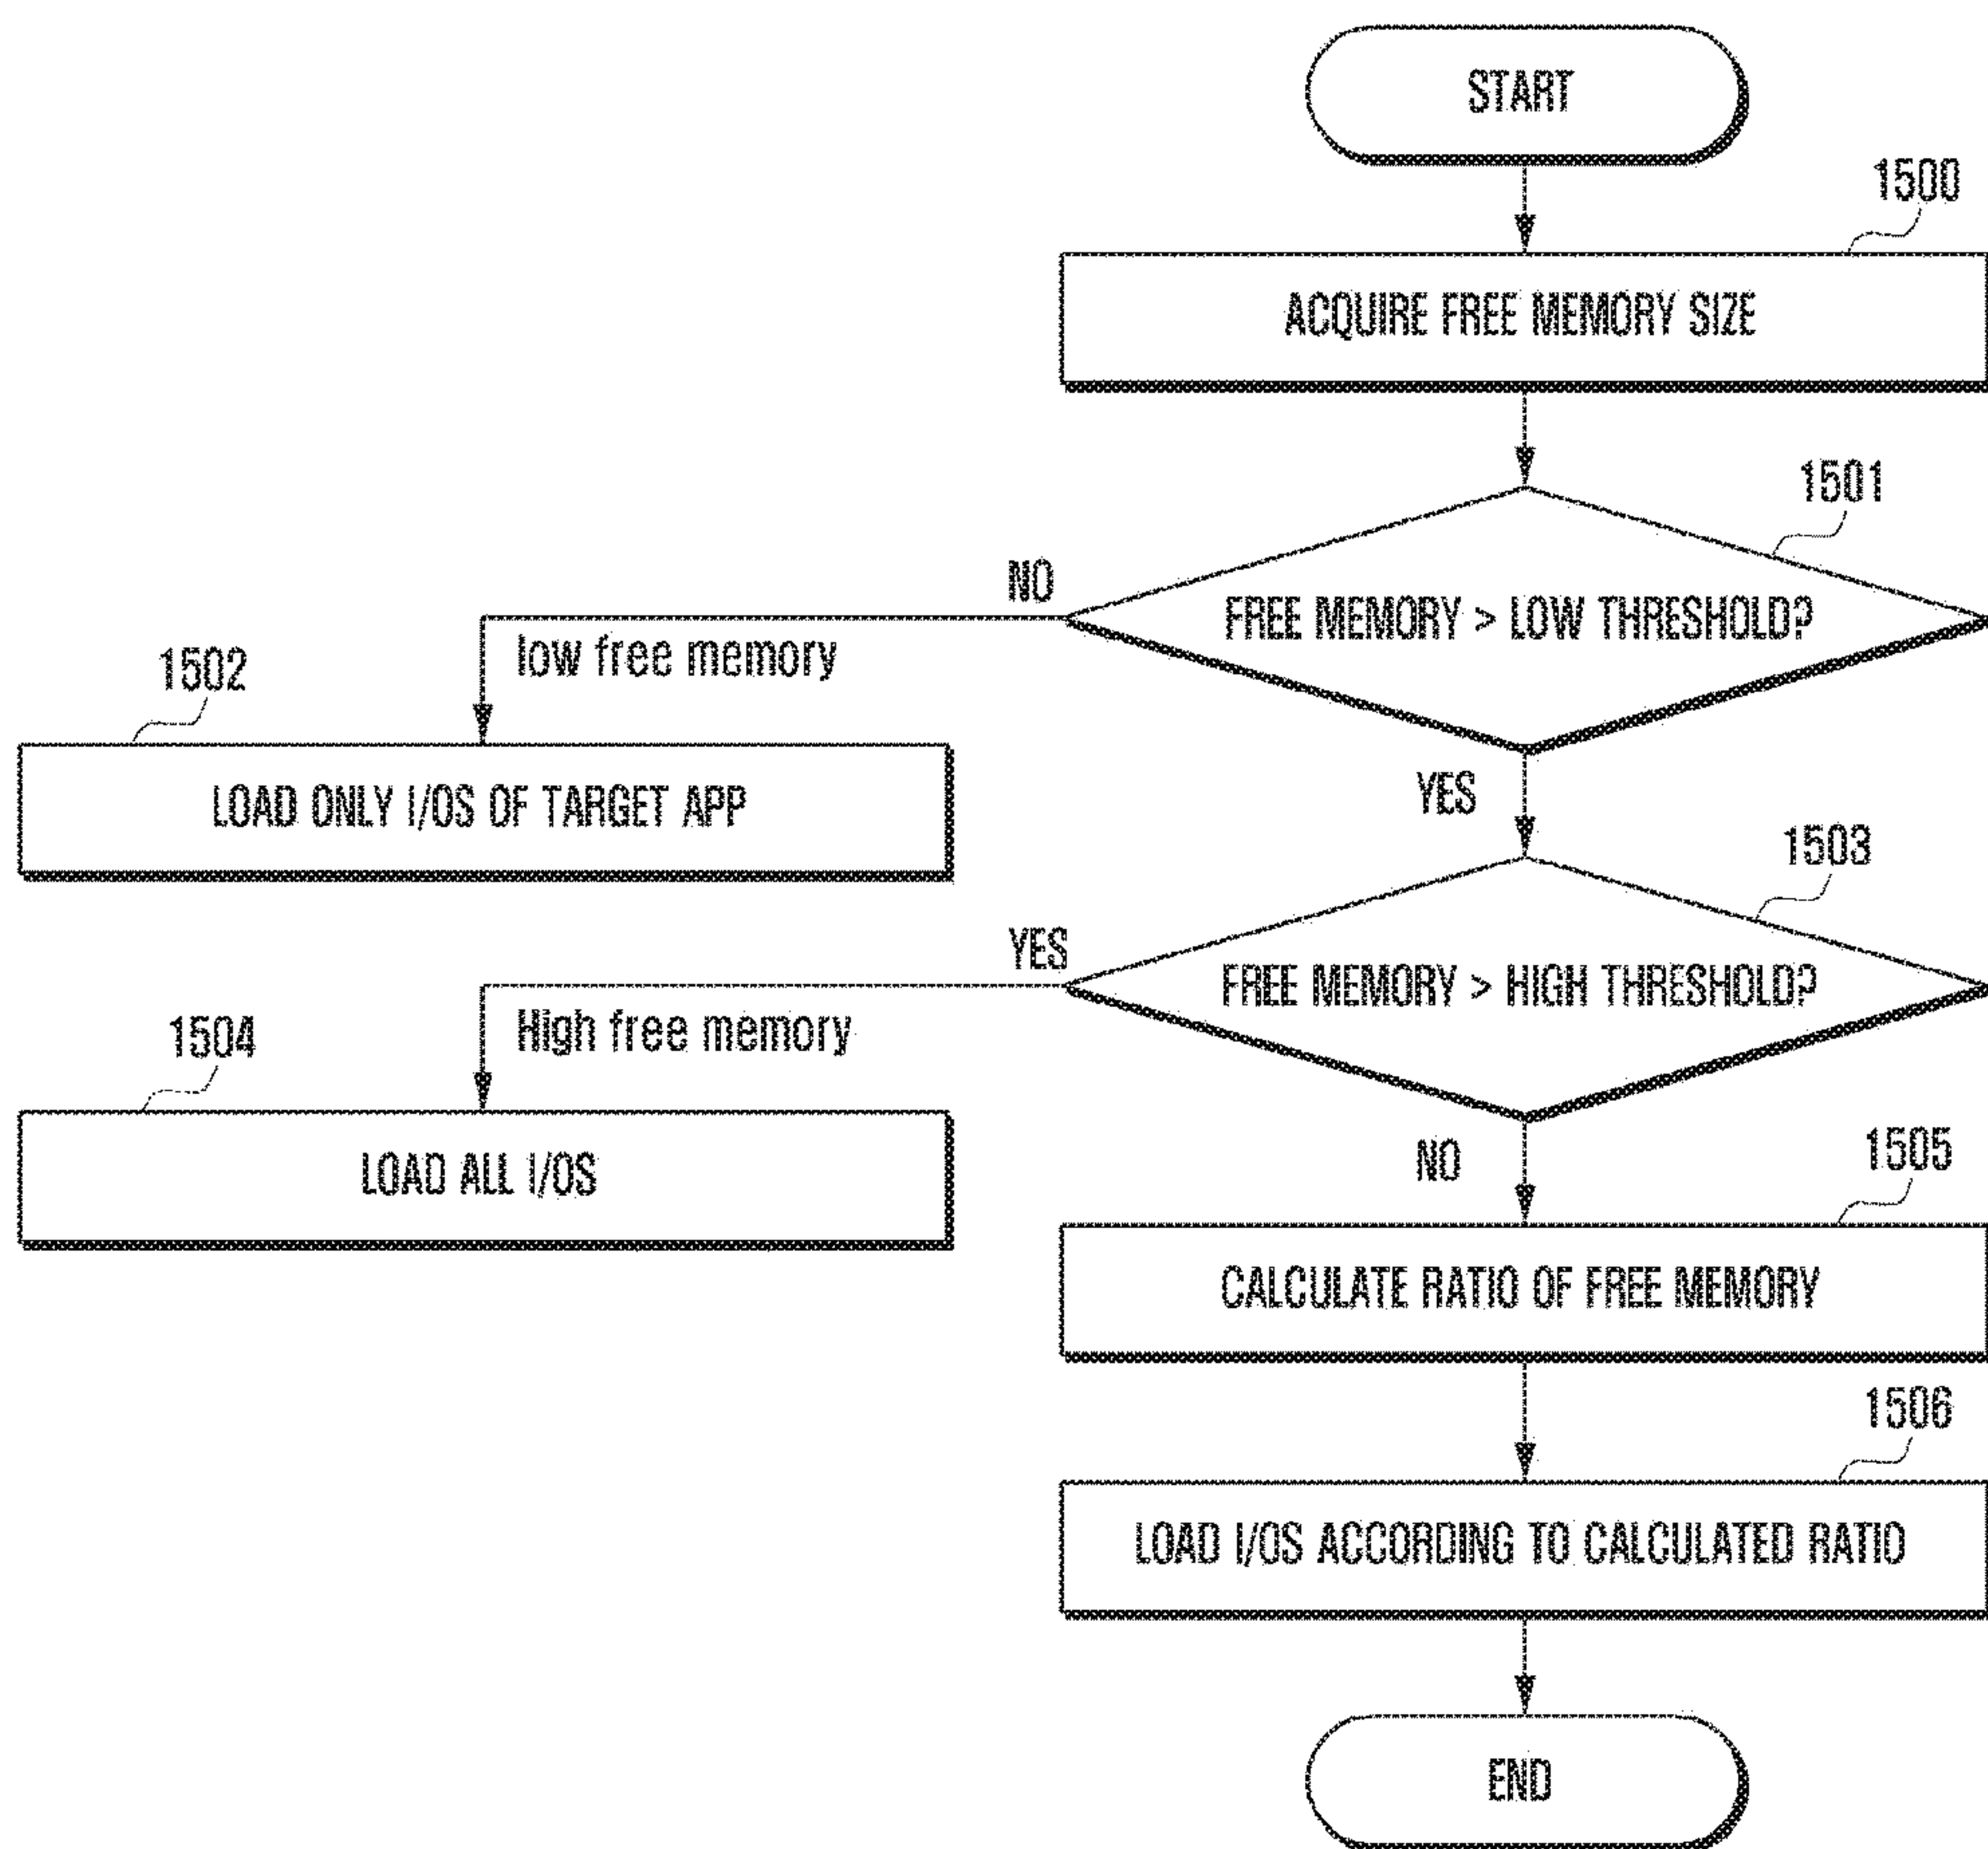 START
1500
ACQUIRE FREE MEMORY SIZE
1501
FREE MEMORY > LOW THRESHOLD?
NO
low free memory
1502
LOAD ONLY I/OS OF TARGET APP
YES
1503
FREE MEMORY > HIGH THRESHOLD?
YES
High free memory
1504
LOAD ALL I/OS
NO
1505
CALCULATE RATIO OF FREE MEMORY
1506
LOAD I/OS ACCORDING TO CALCULATED RATIO
END